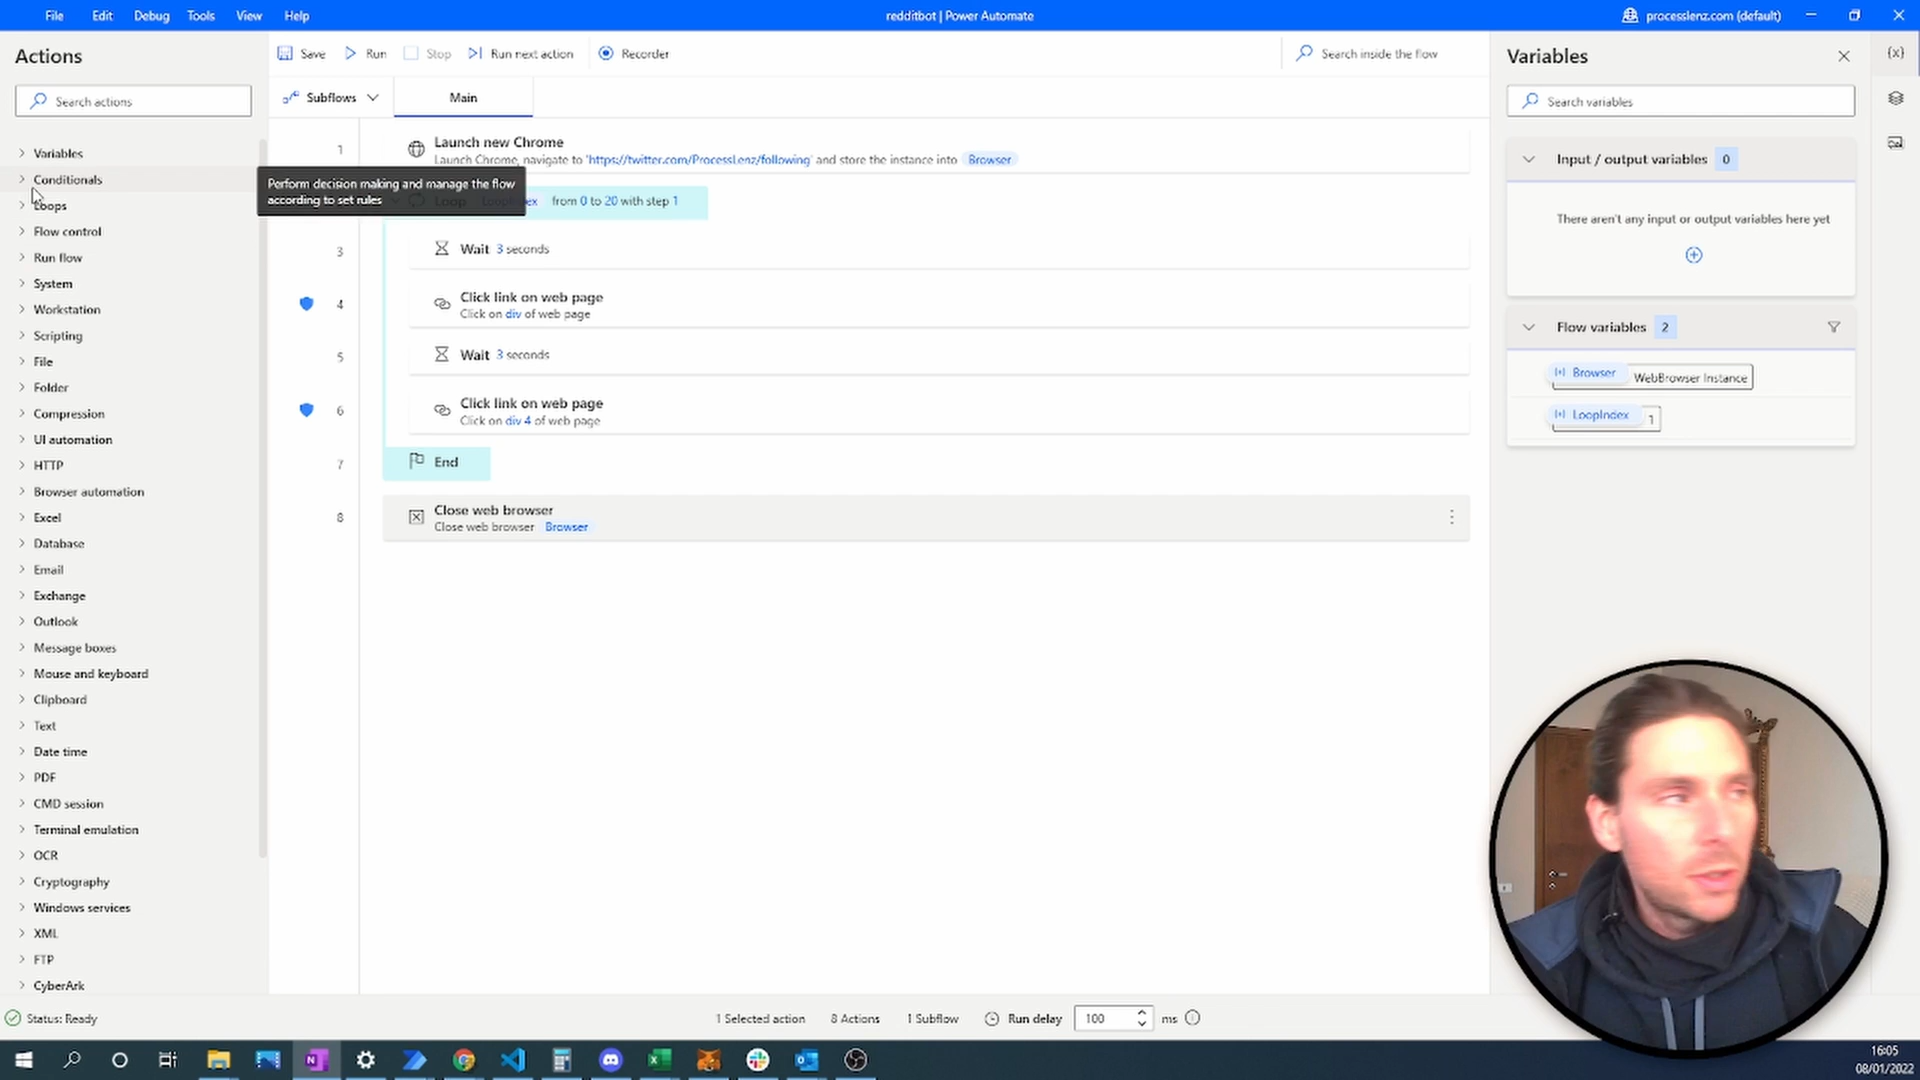 File Edit Debug Tools View Help
redditbot | Power Automate
processlenz.com (default)
Actions
Search actions
Variables
Conditionals
Loops
Flow control
Run flow
System
Workstation
Scripting
File
Folder
Compression
UI automation
HTTP
Browser automation
Excel
Database
Email
Exchange
Outlook
Message boxes
Mouse and keyboard
Clipboard
Text
Date time
PDF
CMD session
Terminal emulation
OCR
Cryptography
Windows services
XML
FTP
CyberArk
Perform decision making and manage the flow
according to set rules
Save Run Stop Run next action Recorder
Search inside the flow
Subflows Main
1 Launch new Chrome
Launch Chrome, navigate to 'https://twitter.com/ProcessLenz/following' and store the instance into Browser
from 0 to 20 with step 1
3 Wait 3 seconds
4 Click link on web page
Click on div of web page
5 Wait 3 seconds
6 Click link on web page
Click on div 4 of web page
7 End
8 Close web browser
Close web browser Browser
Variables
Search variables
{x}
Input / output variables 0
There aren't any input or output variables here yet
Flow variables 2
Browser WebBrowser Instance
LoopIndex 1
Status: Ready
1 Selected action 8 Actions 1 Subflow Run delay 100 ms
16:05
08/01/2022